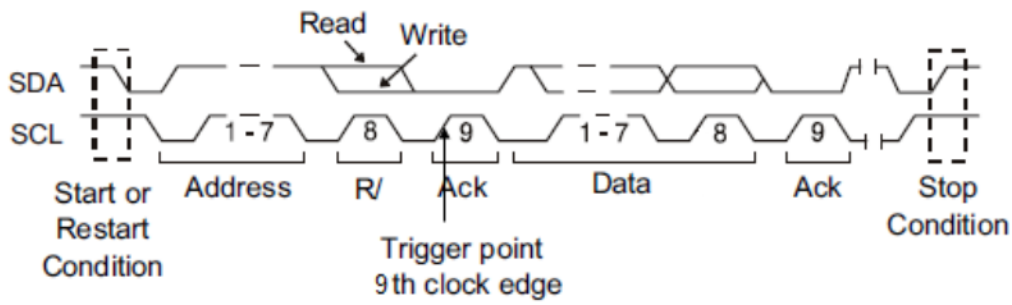 Read
Write
SDA
SCL
1 - 7
8
9
1 - 7
8
9
Address
R/
Ack
Data
Ack
Start or
Restart
Condition
Stop
Condition
Trigger point
9th clock edge